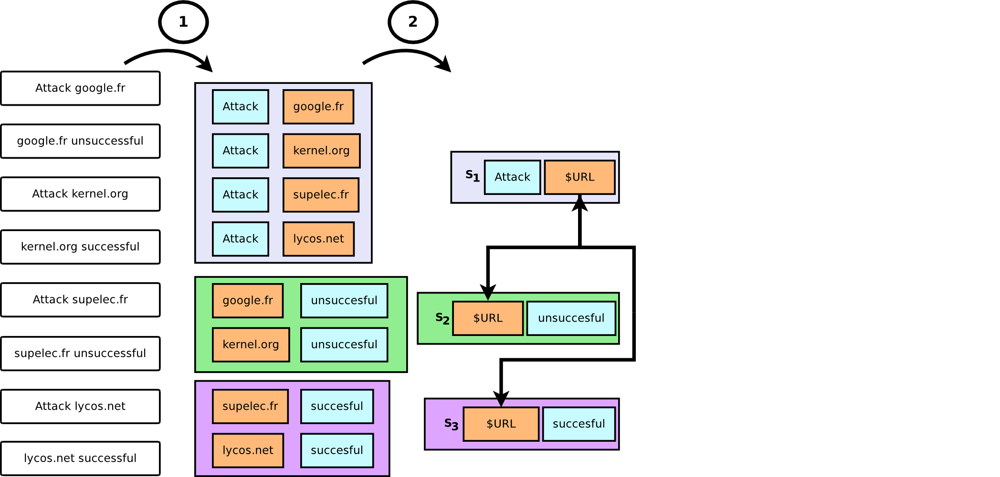 1
2
Attack google.fr
google.fr unsuccessful
Attack kernel.org
kernel.org successful
Attack supelec.fr
supelec.fr unsuccessful
Attack lycos.net
lycos.net successful
Attack google.fr
Attack kernel.org
Attack supelec.fr
Attack lycos.net
google.fr unsuccesful
kernel.org unsuccesful
supelec.fr succesful
lycos.net succesful
S1 Attack $URL
S2 $URL unsuccesful
S3 $URL succesful